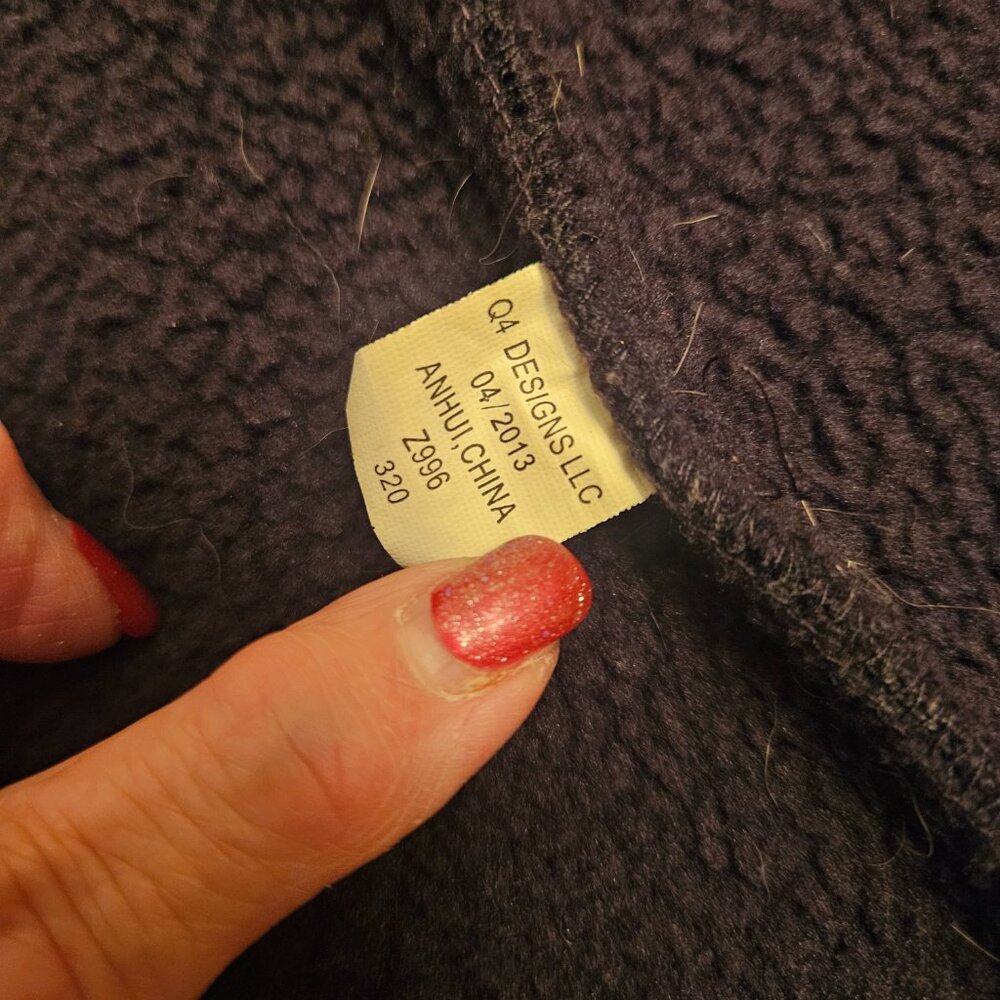 Q4 DESIGNS LLC
04/2013
ANHUI,CHINA
Z996
320